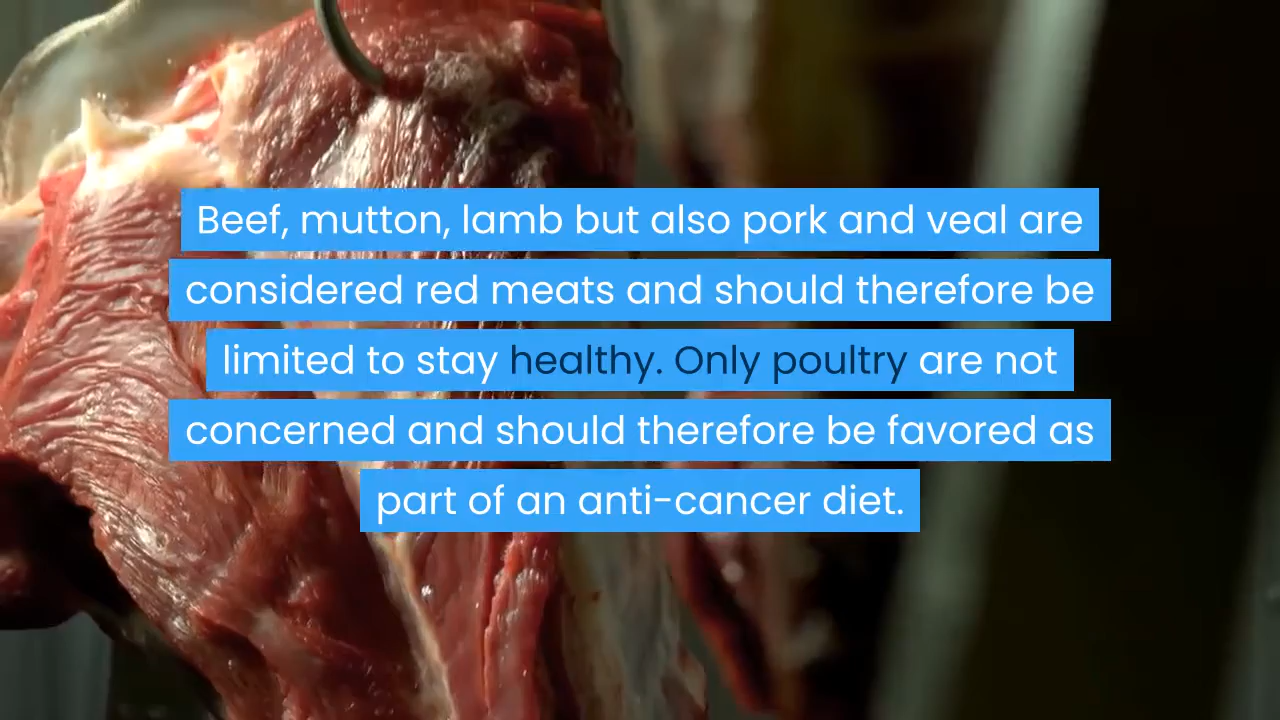 Beef, mutton, lamb but also pork and veal are
considered red meats and should therefore be
limited to stay healthy. Only poultry are not
concerned and should therefore be favored as
part of an anti-cancer diet.